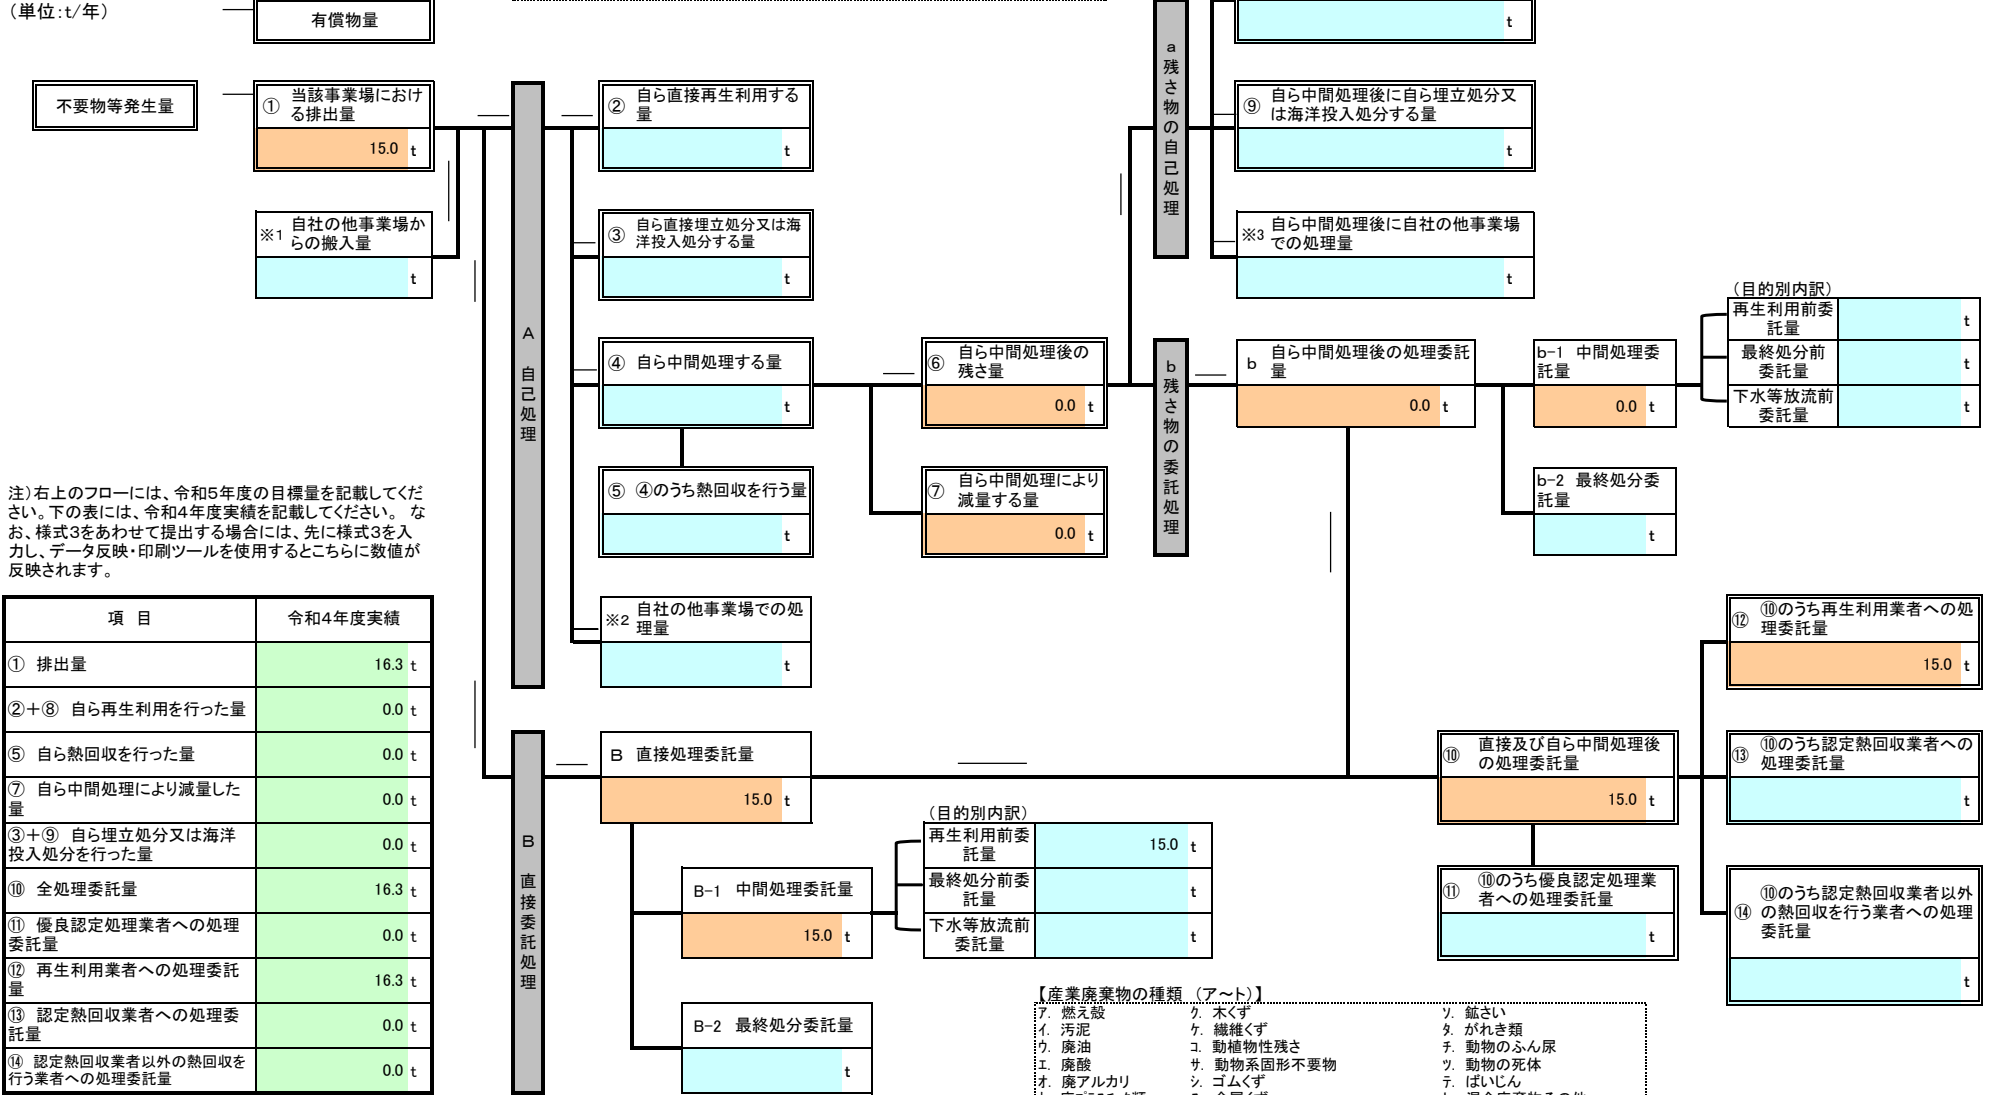 （単位：t/年）
有償物量
t
不要物等発生量
① 当該事業場におけ
る排出量
15.0 t
※1 自社の他事業場か
らの搬入量
t
A 自己処理
② 自ら直接再生利用する
量
t
③ 自ら直接埋立処分又は海
洋投入処分する量
t
④ 自ら中間処理する量
t
⑤ ④のうち熱回収を行う量
t
※2 自社の他事業場での処
理量
t
⑥ 自ら中間処理後の
残さ量
0.0 t
⑦ 自ら中間処理により
減量する量
0.0 t
a残さ物の自己処理
⑨ 自ら中間処理後に自ら埋立処分又
は海洋投入処分する量
t
※3 自ら中間処理後に自社の他事業場
での処理量
t
b残さ物の委託処理
b 自ら中間処理後の処理委託
量
0.0 t
b-1 中間処理委
託量
0.0 t
b-2 最終処分委
託量
t
（目的別内訳）
再生利用前委
託量
t
最終処分前
委託量
t
下水等放流前
委託量
t
注）右上のフローには、令和５年度の目標量を記載してくだ
さい。下の表には、令和４年度実績を記載してください。 な
お、様式３をあわせて提出する場合には、先に様式３を入
力し、データ反映・印刷ツールを使用するとこちらに数値が
反映されます。
項 目 令和４年度実績
① 排出量 16.3 t
②＋⑧ 自ら再生利用を行った量 0.0 t
⑤ 自ら熱回収を行った量 0.0 t
⑦ 自ら中間処理により減量した
量 0.0 t
③＋⑨ 自ら埋立処分又は海洋
投入処分を行った量 0.0 t
⑩ 全処理委託量 16.3 t
⑪ 優良認定処理業者への処理
委託量 0.0 t
⑫ 再生利用業者への処理委託
量 16.3 t
⑬ 認定熱回収業者への処理委
託量 0.0 t
⑭ 認定熱回収業者以外の熱回収を
行う業者への処理委託量 0.0 t
B 直接委託処理
B 直接処理委託量
15.0 t
B-1 中間処理委託量
15.0 t
B-2 最終処分委託量
t
（目的別内訳）
再生利用前委
託量
15.0 t
最終処分前委
託量
t
下水等放流前
委託量
t
⑩ 直接及び自ら中間処理後
の処理委託量
15.0 t
⑪ ⑩のうち優良認定処理業
者への処理委託量
t
⑫ ⑩のうち再生利用業者への処
理委託量
15.0 t
⑬ ⑩のうち認定熱回収業者への
処理委託量
t
⑭ ⑩のうち認定熱回収業者以外
の熱回収を行う業者への処理
委託量
t
【産業廃棄物の種類 （ア～ト）】
ｱ. 燃え殻 ｸ. 木くず ｿ. 鉱さい
ｲ. 汚泥 ｹ. 繊維くず ﾀ. がれき類
ｳ. 廃油 ｺ. 動植物性残さ ﾁ. 動物のふん尿
ｴ. 廃酸 ｻ. 動物系固形不要物 ﾂ. 動物の死体
ｵ. 廃アルカリ ｼ. ゴムくず ﾃ. ばいじん